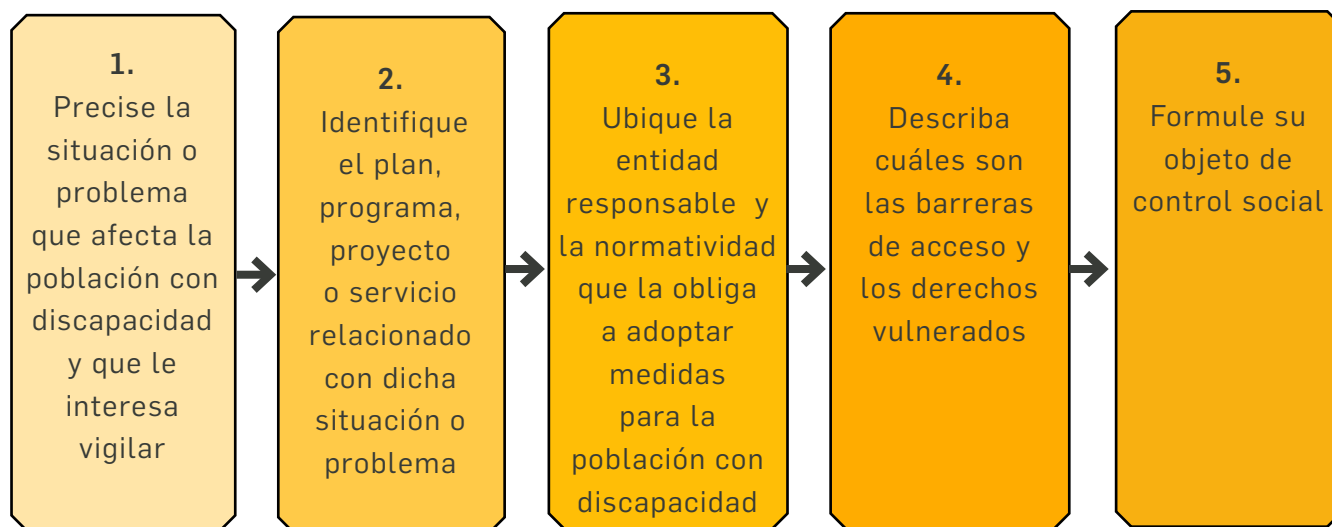 1.
Precise la
situación o
problema
que afecta la
población con
discapacidad
y que le
interesa
vigilar
2.
Identifique
el plan,
programa,
proyecto
o servicio
relacionado
con dicha
situación o
problema
3.
Ubique la
entidad
responsable y
la normatividad
que la obliga
a adoptar
medidas
para la
población con
discapacidad
4.
Describa
cuáles son
las barreras
de acceso y
los derechos
vulnerados
5.
Formule su
objeto de
control social